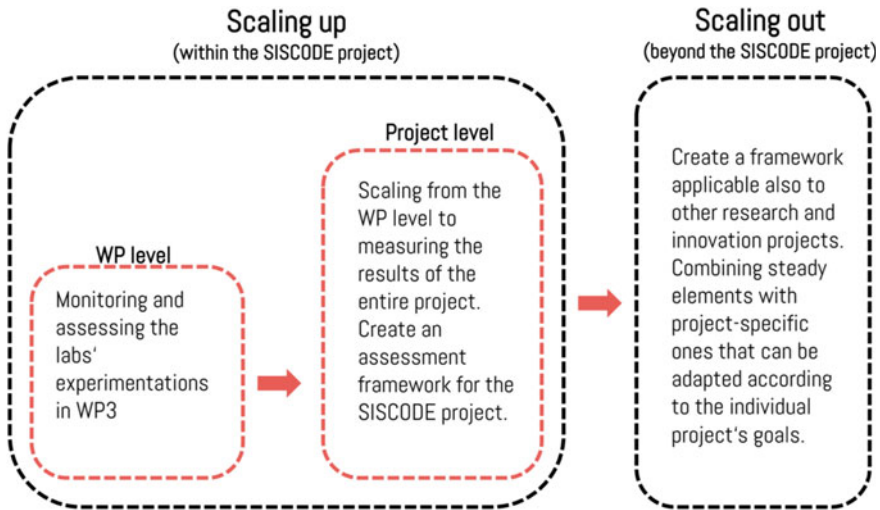 Scaling up
(within the SISCODE project)
WP level
Monitoring and
assessing the
labs‘
experimentations
in WP3
Project level
Scaling from the
WP level to
measuring the
results of the
entire project.
Create an
assessment
framework for the
SISCODE project.
Scaling out
(beyond the SISCODE project)
Create a framework
applicable also to
other research and
innovation projects.
Combining steady
elements with
project-specific
ones that can be
adapted according
to the individual
project‘s goals.